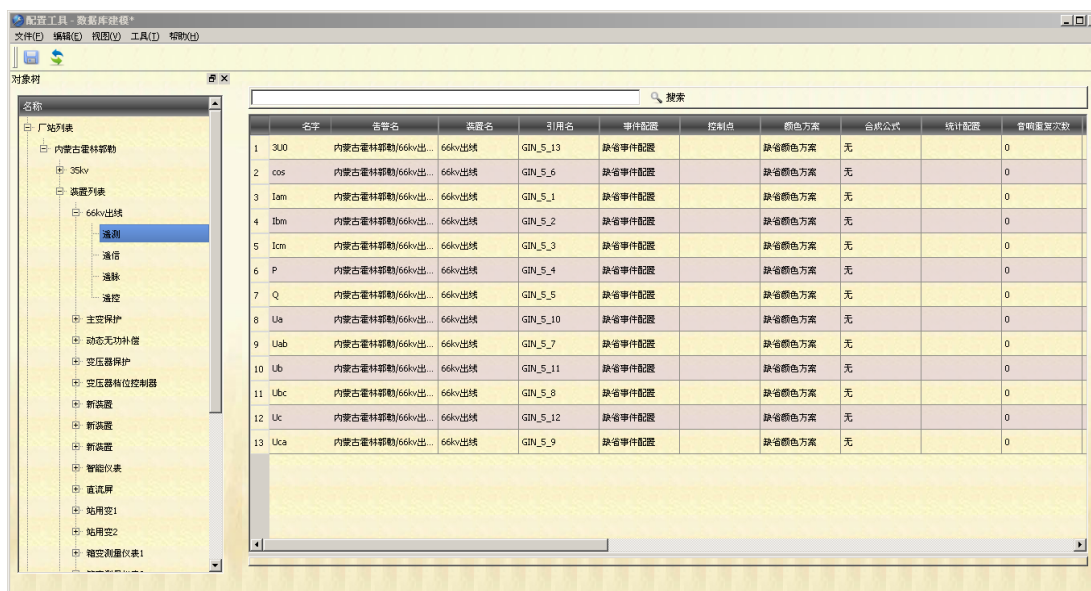 配置工具 - 数据库建模*
文件(F) 编辑(E) 视图(V) 工具(T) 帮助(H)
对象树
名称
厂站列表
内蒙古霍林郭勒
35kv
装置列表
66kv出线
遥测
遥信
遥脉
遥控
主变保护
动态无功补偿
变压器保护
变压器档位控制器
新装置
新装置
新装置
智能仪表
直流屏
站用变1
站用变2
箱变测量仪表1
搜索
名字 告警名 装置名 引用名 事件配置 控制点 颜色方案 合成公式 统计配置 音响重复次数
1 3U0 内蒙古霍林郭勒/66kv出... 66kv出线 GIN_5_13 缺省事件配置 缺省颜色方案 无 0
2 cos 内蒙古霍林郭勒/66kv出... 66kv出线 GIN_5_6 缺省事件配置 缺省颜色方案 无 0
3 Iam 内蒙古霍林郭勒/66kv出... 66kv出线 GIN_5_1 缺省事件配置 缺省颜色方案 无 0
4 Ibm 内蒙古霍林郭勒/66kv出... 66kv出线 GIN_5_2 缺省事件配置 缺省颜色方案 无 0
5 Icm 内蒙古霍林郭勒/66kv出... 66kv出线 GIN_5_3 缺省事件配置 缺省颜色方案 无 0
6 P 内蒙古霍林郭勒/66kv出... 66kv出线 GIN_5_4 缺省事件配置 缺省颜色方案 无 0
7 Q 内蒙古霍林郭勒/66kv出... 66kv出线 GIN_5_5 缺省事件配置 缺省颜色方案 无 0
8 Ua 内蒙古霍林郭勒/66kv出... 66kv出线 GIN_5_10 缺省事件配置 缺省颜色方案 无 0
9 Uab 内蒙古霍林郭勒/66kv出... 66kv出线 GIN_5_7 缺省事件配置 缺省颜色方案 无 0
10 Ub 内蒙古霍林郭勒/66kv出... 66kv出线 GIN_5_11 缺省事件配置 缺省颜色方案 无 0
11 Ubc 内蒙古霍林郭勒/66kv出... 66kv出线 GIN_5_8 缺省事件配置 缺省颜色方案 无 0
12 Uc 内蒙古霍林郭勒/66kv出... 66kv出线 GIN_5_12 缺省事件配置 缺省颜色方案 无 0
13 Uca 内蒙古霍林郭勒/66kv出... 66kv出线 GIN_5_9 缺省事件配置 缺省颜色方案 无 0